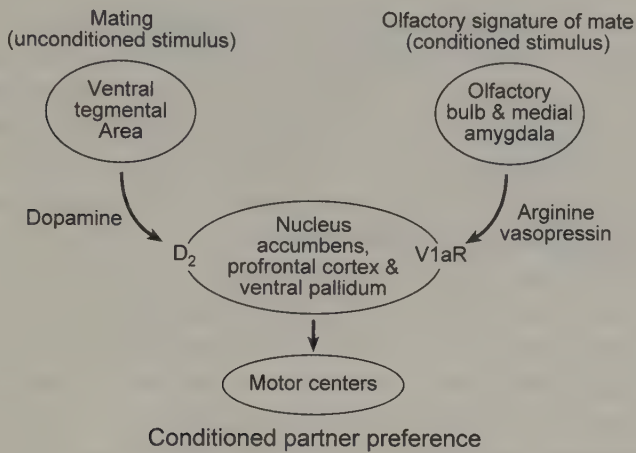 Mating
(unconditioned stimulus)
Olfactory signature of mate
(conditioned stimulus)
Ventral
tegmental
Area
Olfactory
bulb & medial
amygdala
Dopamine
Arginine
vasopressin
D₂
Nucleus
accumbens,
profrontal cortex &
ventral pallidum
V1aR
Motor centers
Conditioned partner preference